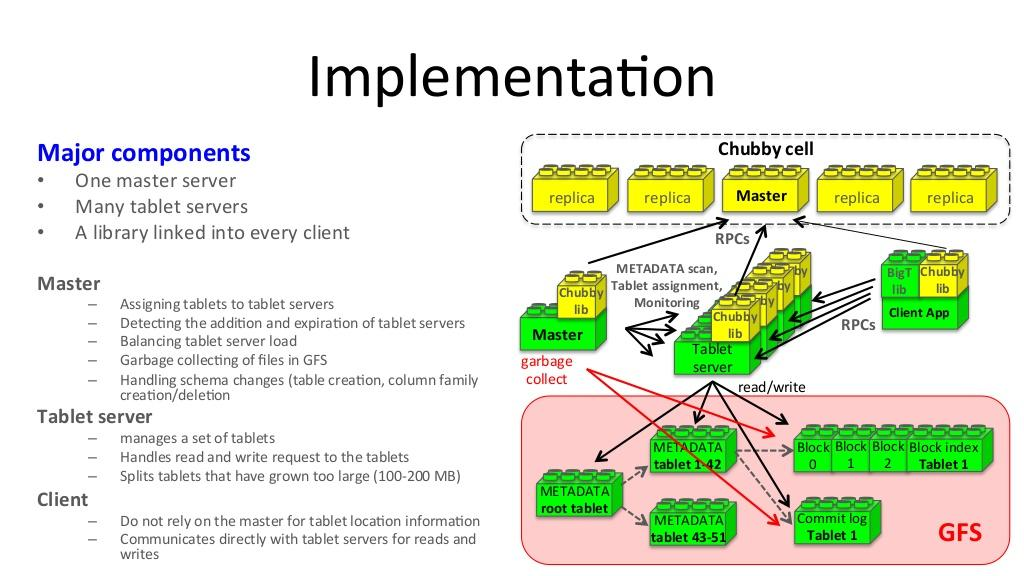 Implementation
Major components
• One master server
• Many tablet servers
• A library linked into every client
Master
– Assigning tablets to tablet servers
– Detecting the addition and expiration of tablet servers
– Balancing tablet server load
– Garbage collecting of files in GFS
– Handling schema changes (table creation, column family
creation/deletion
Tablet server
– manages a set of tablets
– Handles read and write request to the tablets
– Splits tablets that have grown too large (100-200 MB)
Client
– Do not rely on the master for tablet location information
– Communicates directly with tablet servers for reads and
writes
Chubby cell
replica
replica
Master
replica
replica
RPCs
METADATA scan,
Tablet assignment,
Monitoring
Chubby
lib
Master
garbage
collect
by
by
by
Chubby
lib
Tablet
server
BigT
lib
Chubby
lib
Client App
RPCs
read/write
METADATA
root tablet
METADATA
tablet 1-42
METADATA
tablet 43-51
Block
0
Block
1
Block
2
Block index
Tablet 1
Commit log
Tablet 1
GFS